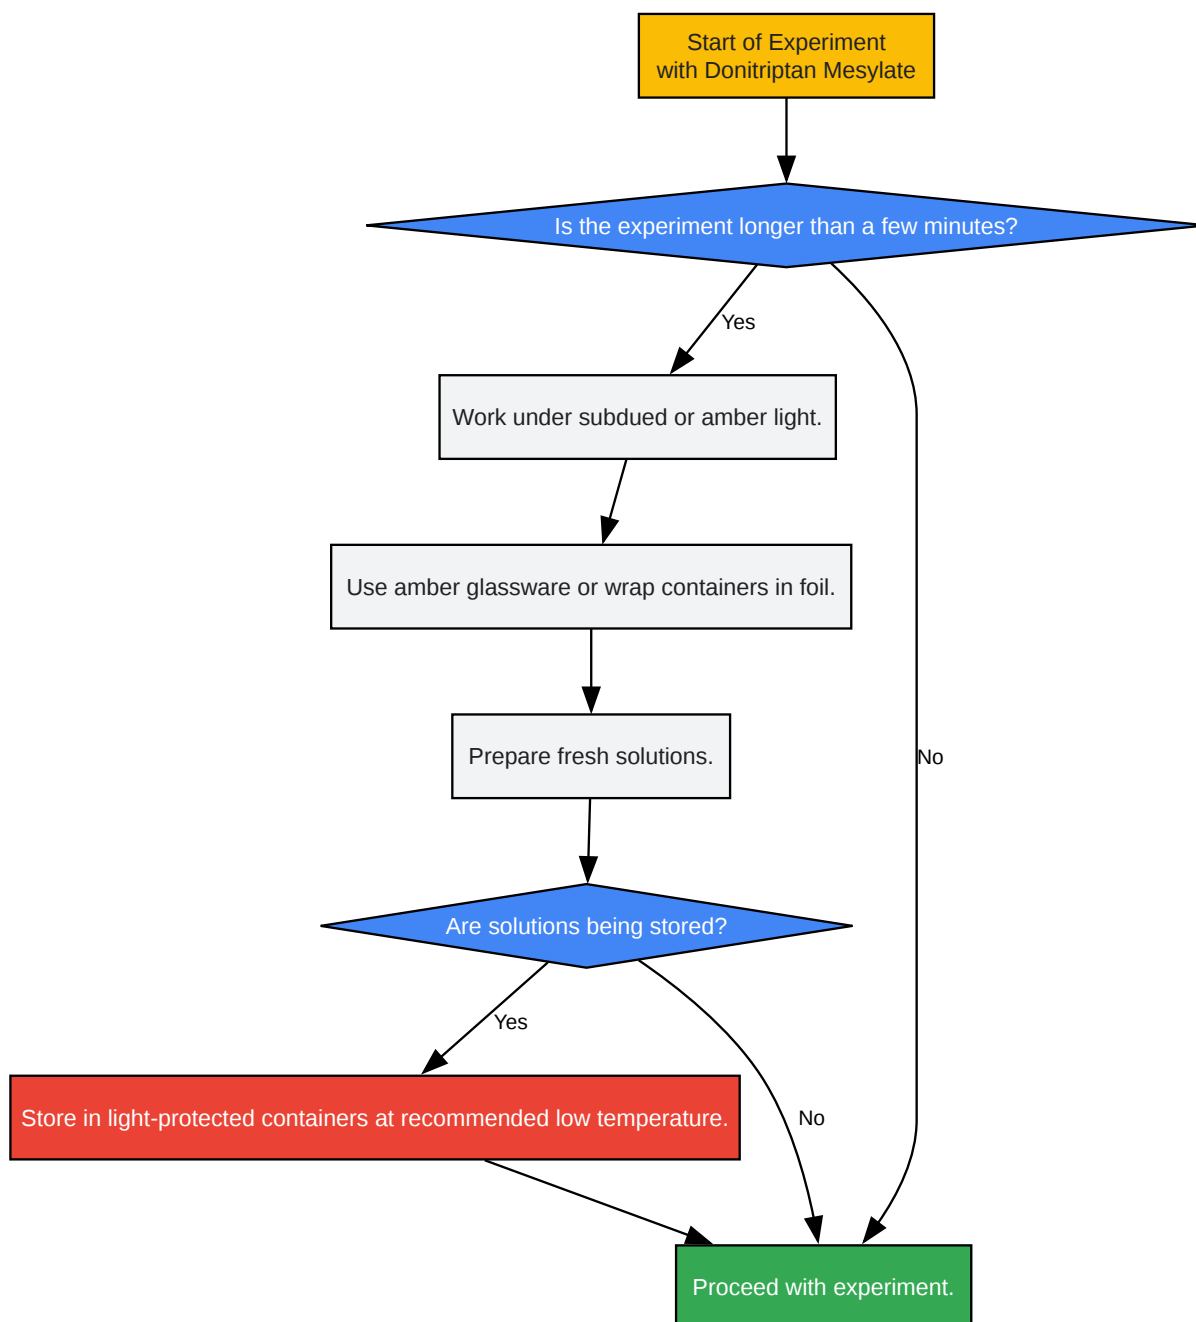 Start of Experiment
with Donitriptan Mesylate
Is the experiment longer than a few minutes?
Yes
Work under subdued or amber light.
Use amber glassware or wrap containers in foil.
Prepare fresh solutions.
No
Are solutions being stored?
Yes
Store in light-protected containers at recommended low temperature.
No
Proceed with experiment.